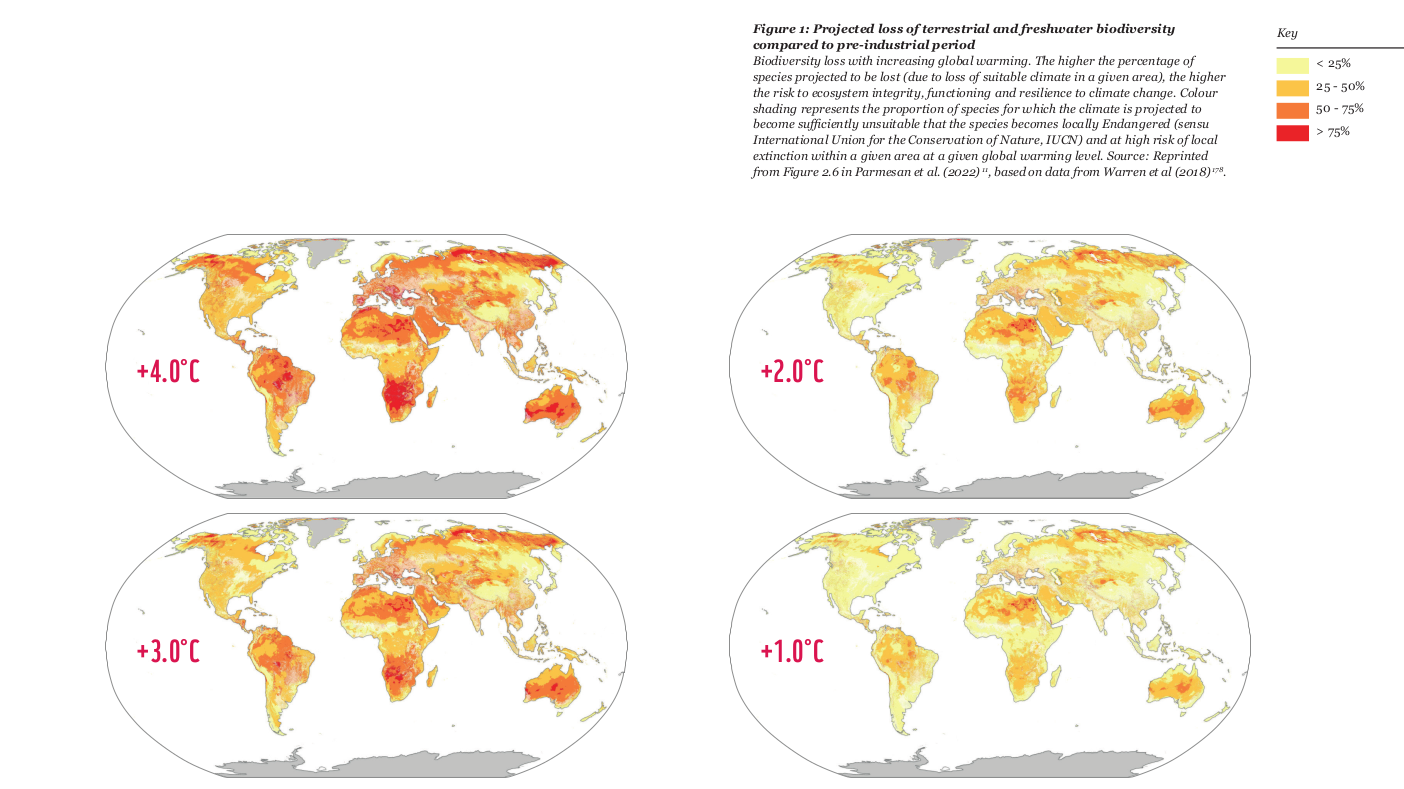 Figure 1: Projected loss of terrestrial and freshwater biodiversity
compared to pre-industrial period
Biodiversity loss with increasing global warming. The higher the percentage of
species projected to be lost (due to loss of suitable climate in a given area), the higher
the risk to ecosystem integrity, functioning and resilience to climate change. Colour
shading represents the proportion of species for which the climate is projected to
become sufficiently unsuitable that the species becomes locally Endangered (sensu
International Union for the Conservation of Nature, IUCN) and at high risk of local
extinction within a given area at a given global warming level. Source: Reprinted
from Figure 2.6 in Parmesan et al. (2022) 11, based on data from Warren et al (2018)178.
Key
< 25%
25 - 50%
50 - 75%
> 75%
+4.0°C
+2.0°C
+3.0°C
+1.0°C